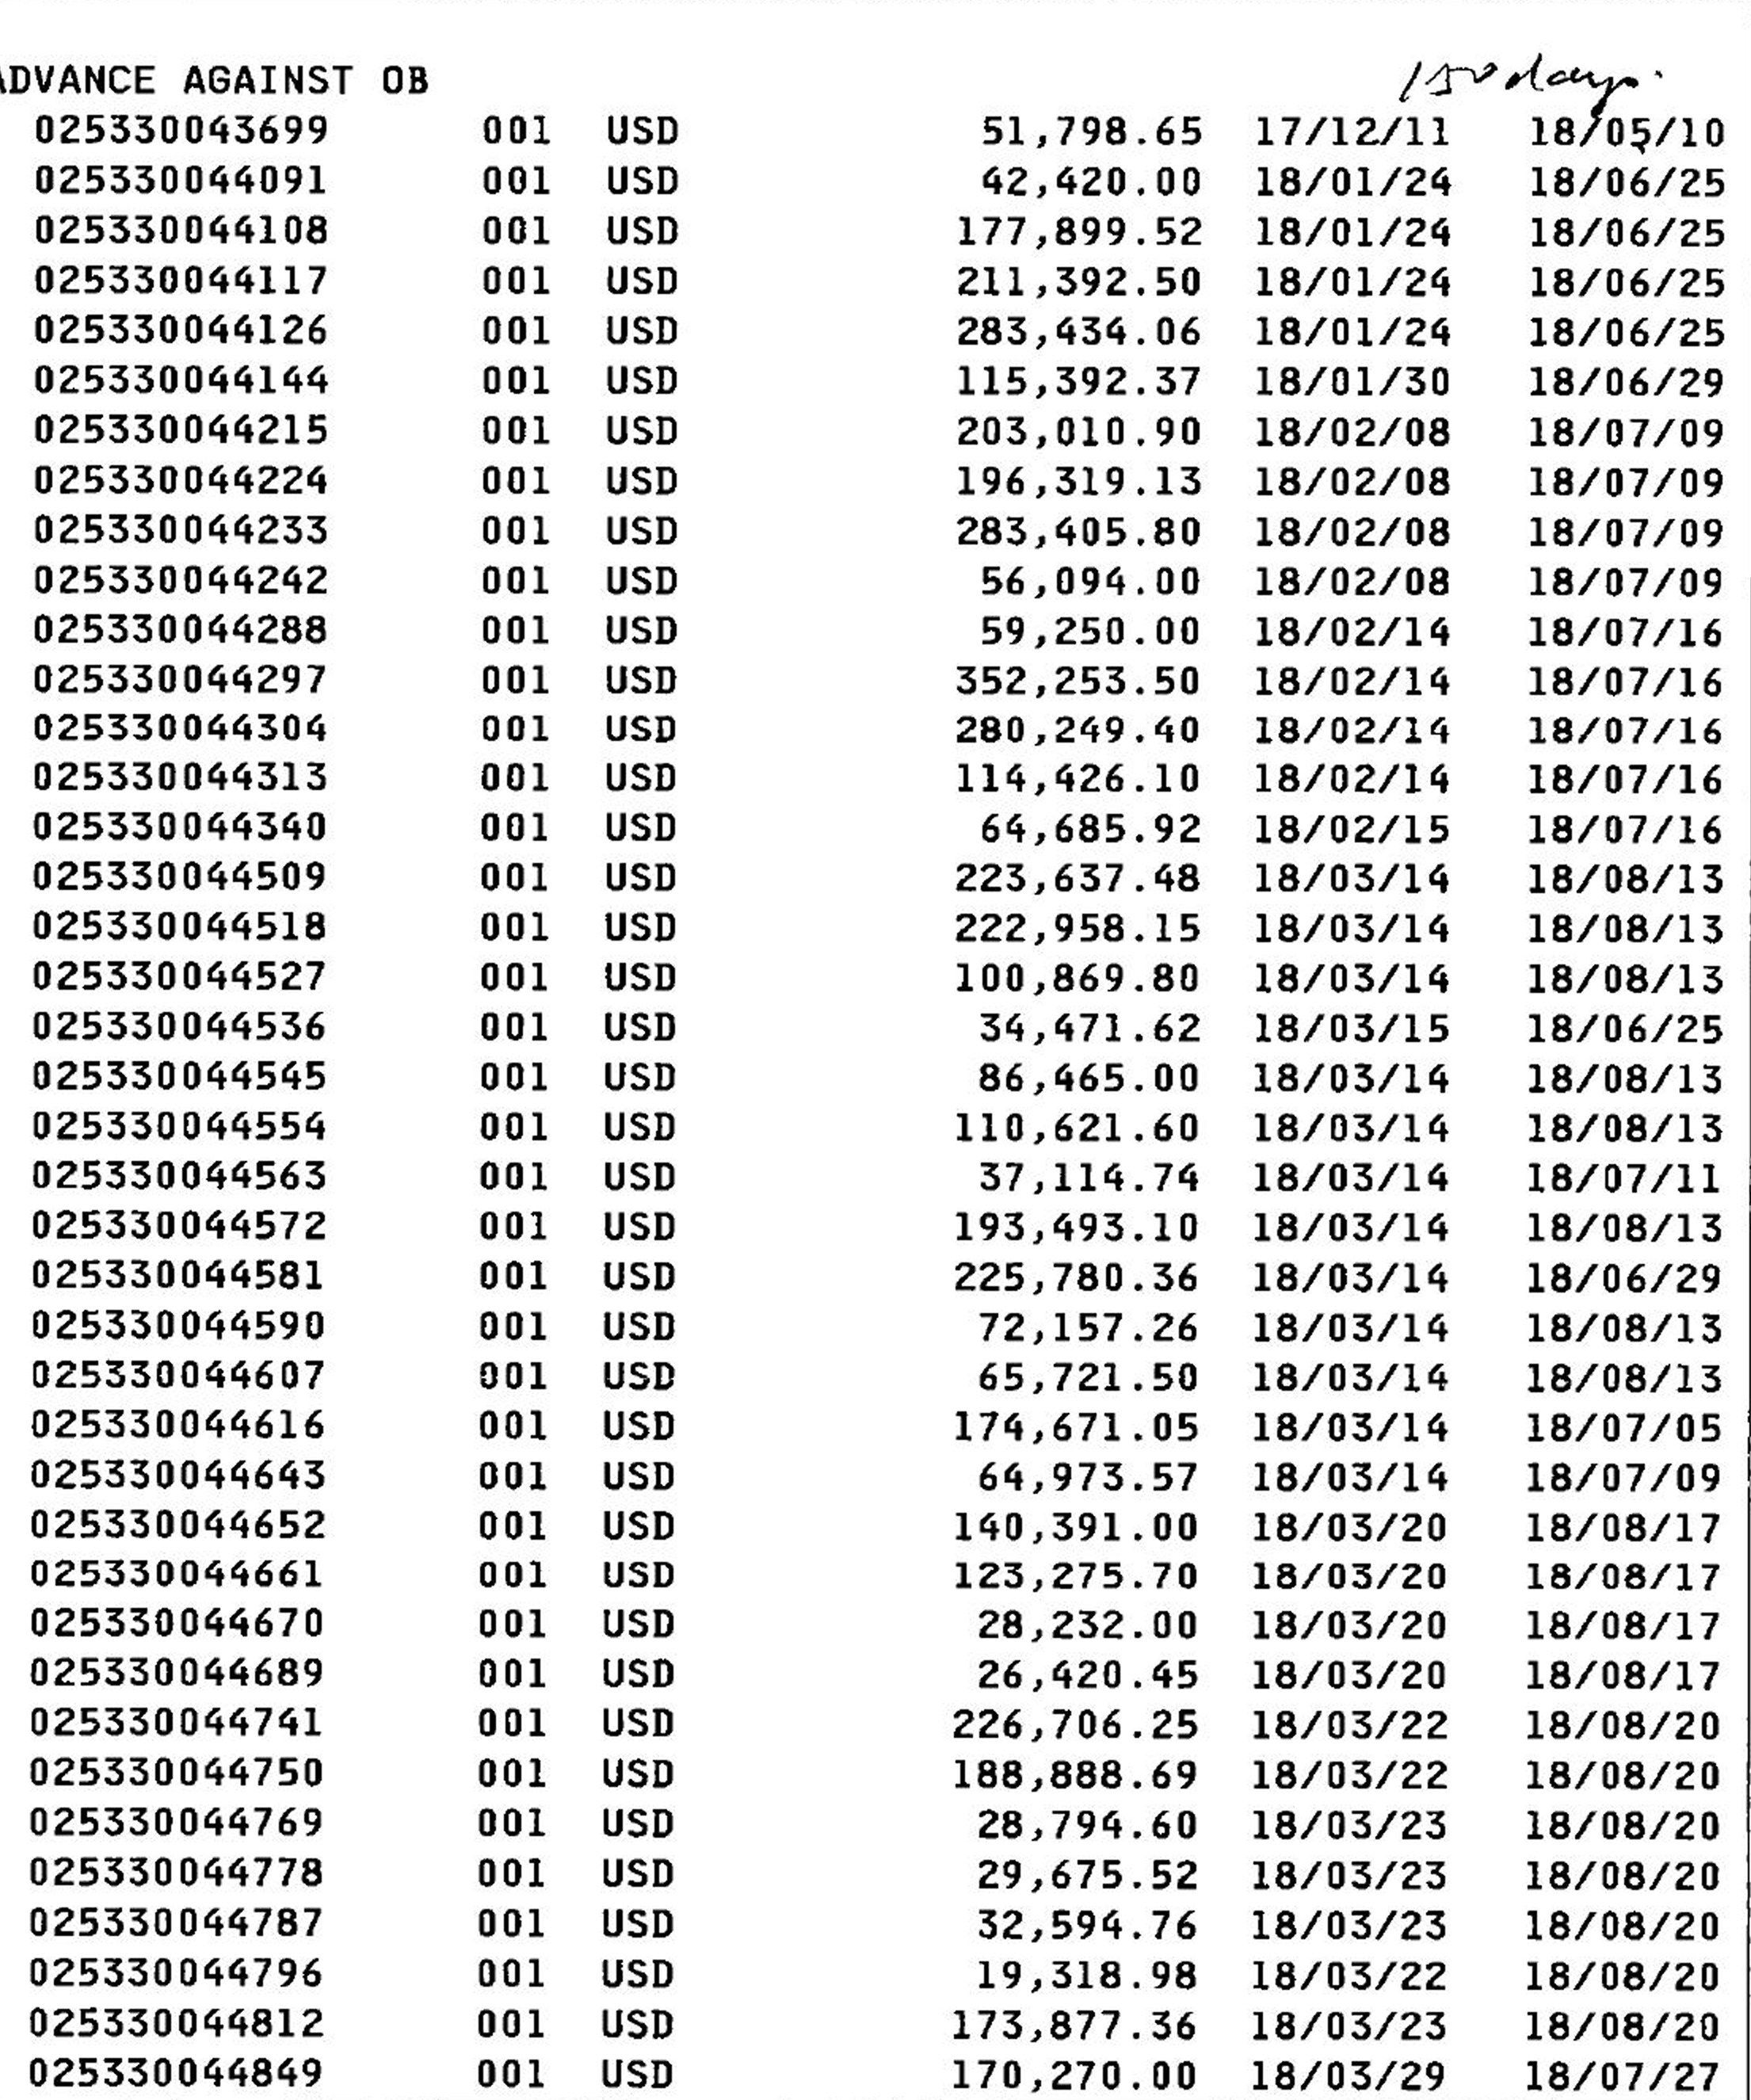 ADVANCE AGAINST OB 150 days.
025330043699 001 USD 51,798.65 17/12/11 18/05/10
025330044091 001 USD 42,420.00 18/01/24 18/06/25
025330044108 001 USD 177,899.52 18/01/24 18/06/25
025330044117 001 USD 211,392.50 18/01/24 18/06/25
025330044126 001 USD 283,434.06 18/01/24 18/06/25
025330044144 001 USD 115,392.37 18/01/30 18/06/29
025330044215 001 USD 203,010.90 18/02/08 18/07/09
025330044224 001 USD 196,319.13 18/02/08 18/07/09
025330044233 001 USD 283,405.80 18/02/08 18/07/09
025330044242 001 USD 56,094.00 18/02/08 18/07/09
025330044288 001 USD 59,250.00 18/02/14 18/07/16
025330044297 001 USD 352,253.50 18/02/14 18/07/16
025330044304 001 USD 280,249.40 18/02/14 18/07/16
025330044313 001 USD 114,426.10 18/02/14 18/07/16
025330044340 001 USD 64,685.92 18/02/15 18/07/16
025330044509 001 USD 223,637.48 18/03/14 18/08/13
025330044518 001 USD 222,958.15 18/03/14 18/08/13
025330044527 001 USD 100,869.80 18/03/14 18/08/13
025330044536 001 USD 34,471.62 18/03/15 18/06/25
025330044545 001 USD 86,465.00 18/03/14 18/08/13
025330044554 001 USD 110,621.60 18/03/14 18/08/13
025330044563 001 USD 37,114.74 18/03/14 18/07/11
025330044572 001 USD 193,493.10 18/03/14 18/08/13
025330044581 001 USD 225,780.36 18/03/14 18/06/29
025330044590 001 USD 72,157.26 18/03/14 18/08/13
025330044607 001 USD 65,721.50 18/03/14 18/08/13
025330044616 001 USD 174,671.05 18/03/14 18/07/05
025330044643 001 USD 64,973.57 18/03/14 18/07/09
025330044652 001 USD 140,391.00 18/03/20 18/08/17
025330044661 001 USD 123,275.70 18/03/20 18/08/17
025330044670 001 USD 28,232.00 18/03/20 18/08/17
025330044689 001 USD 26,420.45 18/03/20 18/08/17
025330044741 001 USD 226,706.25 18/03/22 18/08/20
025330044750 001 USD 188,888.69 18/03/22 18/08/20
025330044769 001 USD 28,794.60 18/03/23 18/08/20
025330044778 001 USD 29,675.52 18/03/23 18/08/20
025330044787 001 USD 32,594.76 18/03/23 18/08/20
025330044796 001 USD 19,318.98 18/03/22 18/08/20
025330044812 001 USD 173,877.36 18/03/23 18/08/20
025330044849 001 USD 170,270.00 18/03/29 18/07/27